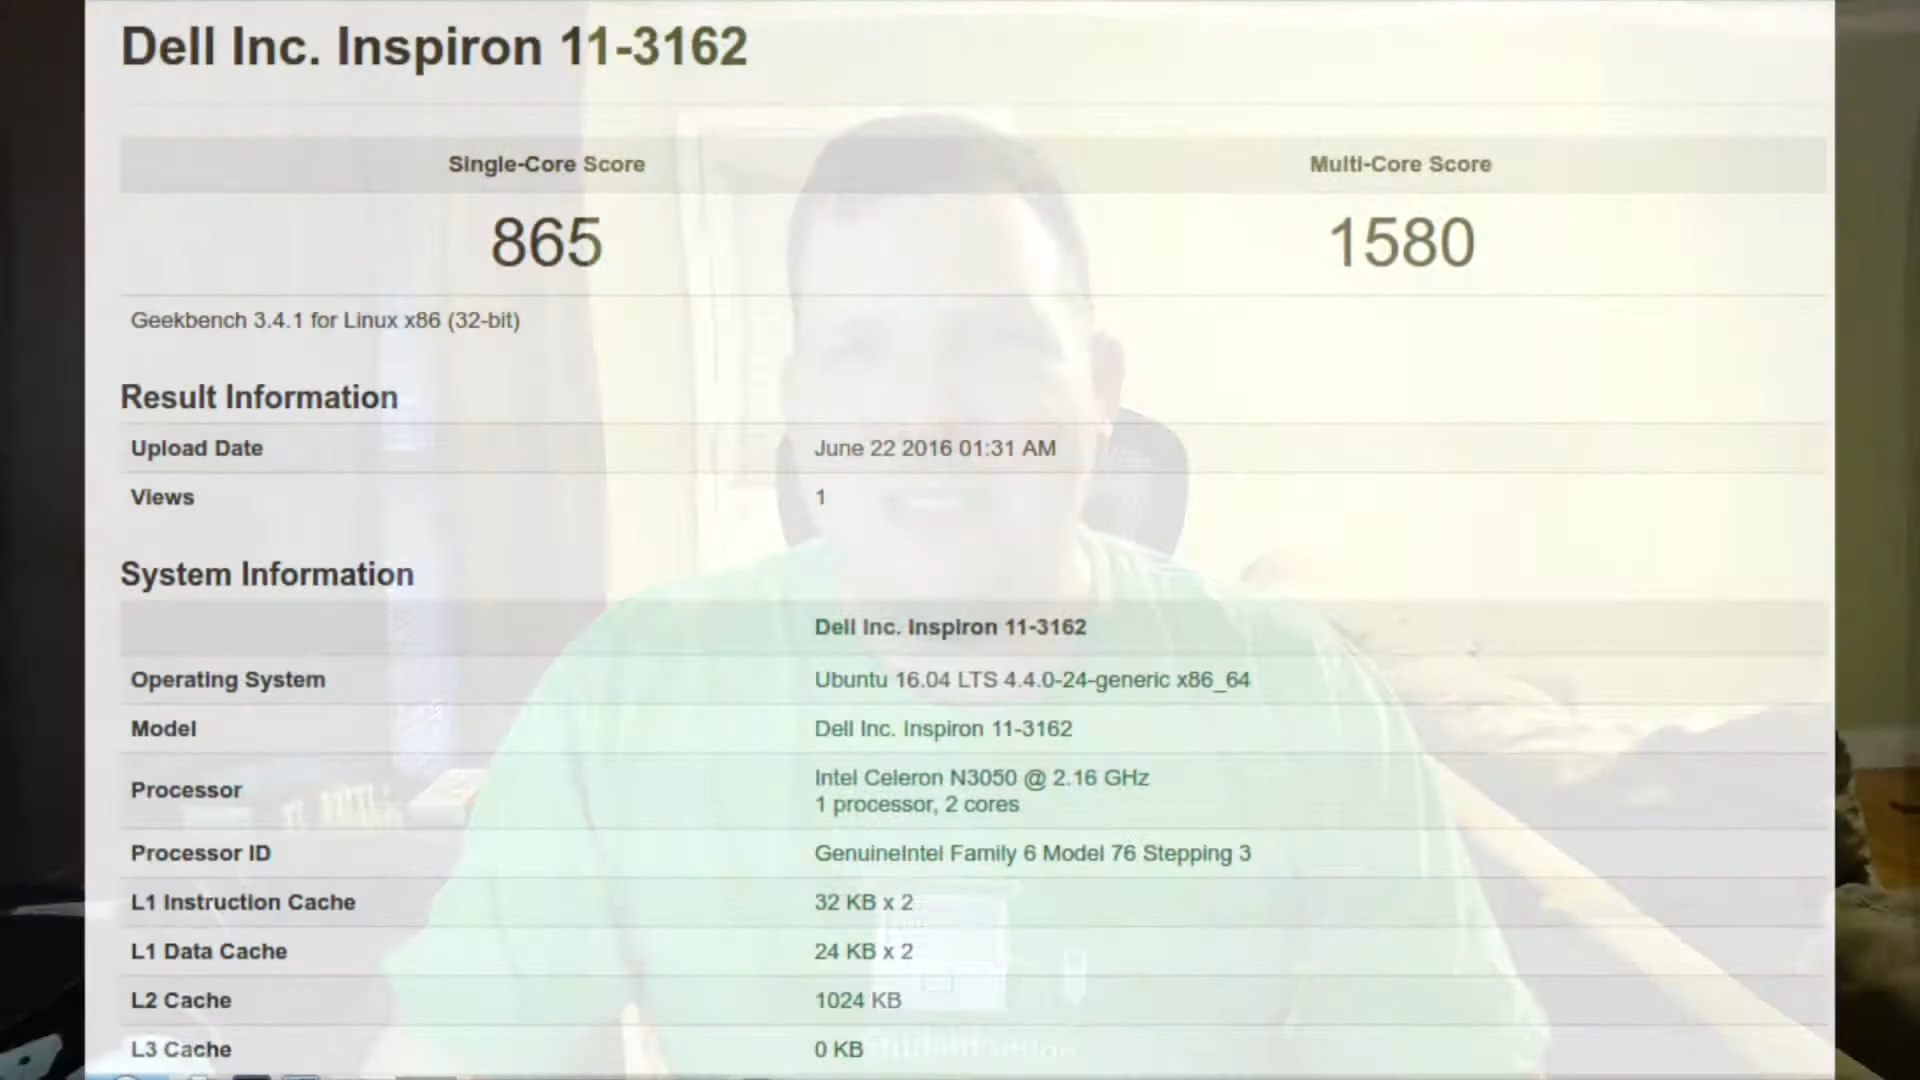 Dell Inc. Inspiron 11-3162
Single-Core Score Multi-Core Score
865 1580
Geekbench 3.4.1 for Linux x86 (32-bit)
Result Information
Upload Date June 22 2016 01:31 AM
Views 1
System Information
Dell Inc. Inspiron 11-3162
Operating System Ubuntu 16.04 LTS 4.4.0-24-generic x86_64
Model Dell Inc. Inspiron 11-3162
Processor Intel Celeron N3050 @ 2.16 GHz
1 processor, 2 cores
Processor ID GenuineIntel Family 6 Model 76 Stepping 3
L1 Instruction Cache 32 KB x 2
L1 Data Cache 24 KB x 2
L2 Cache 1024 KB
L3 Cache 0 KB